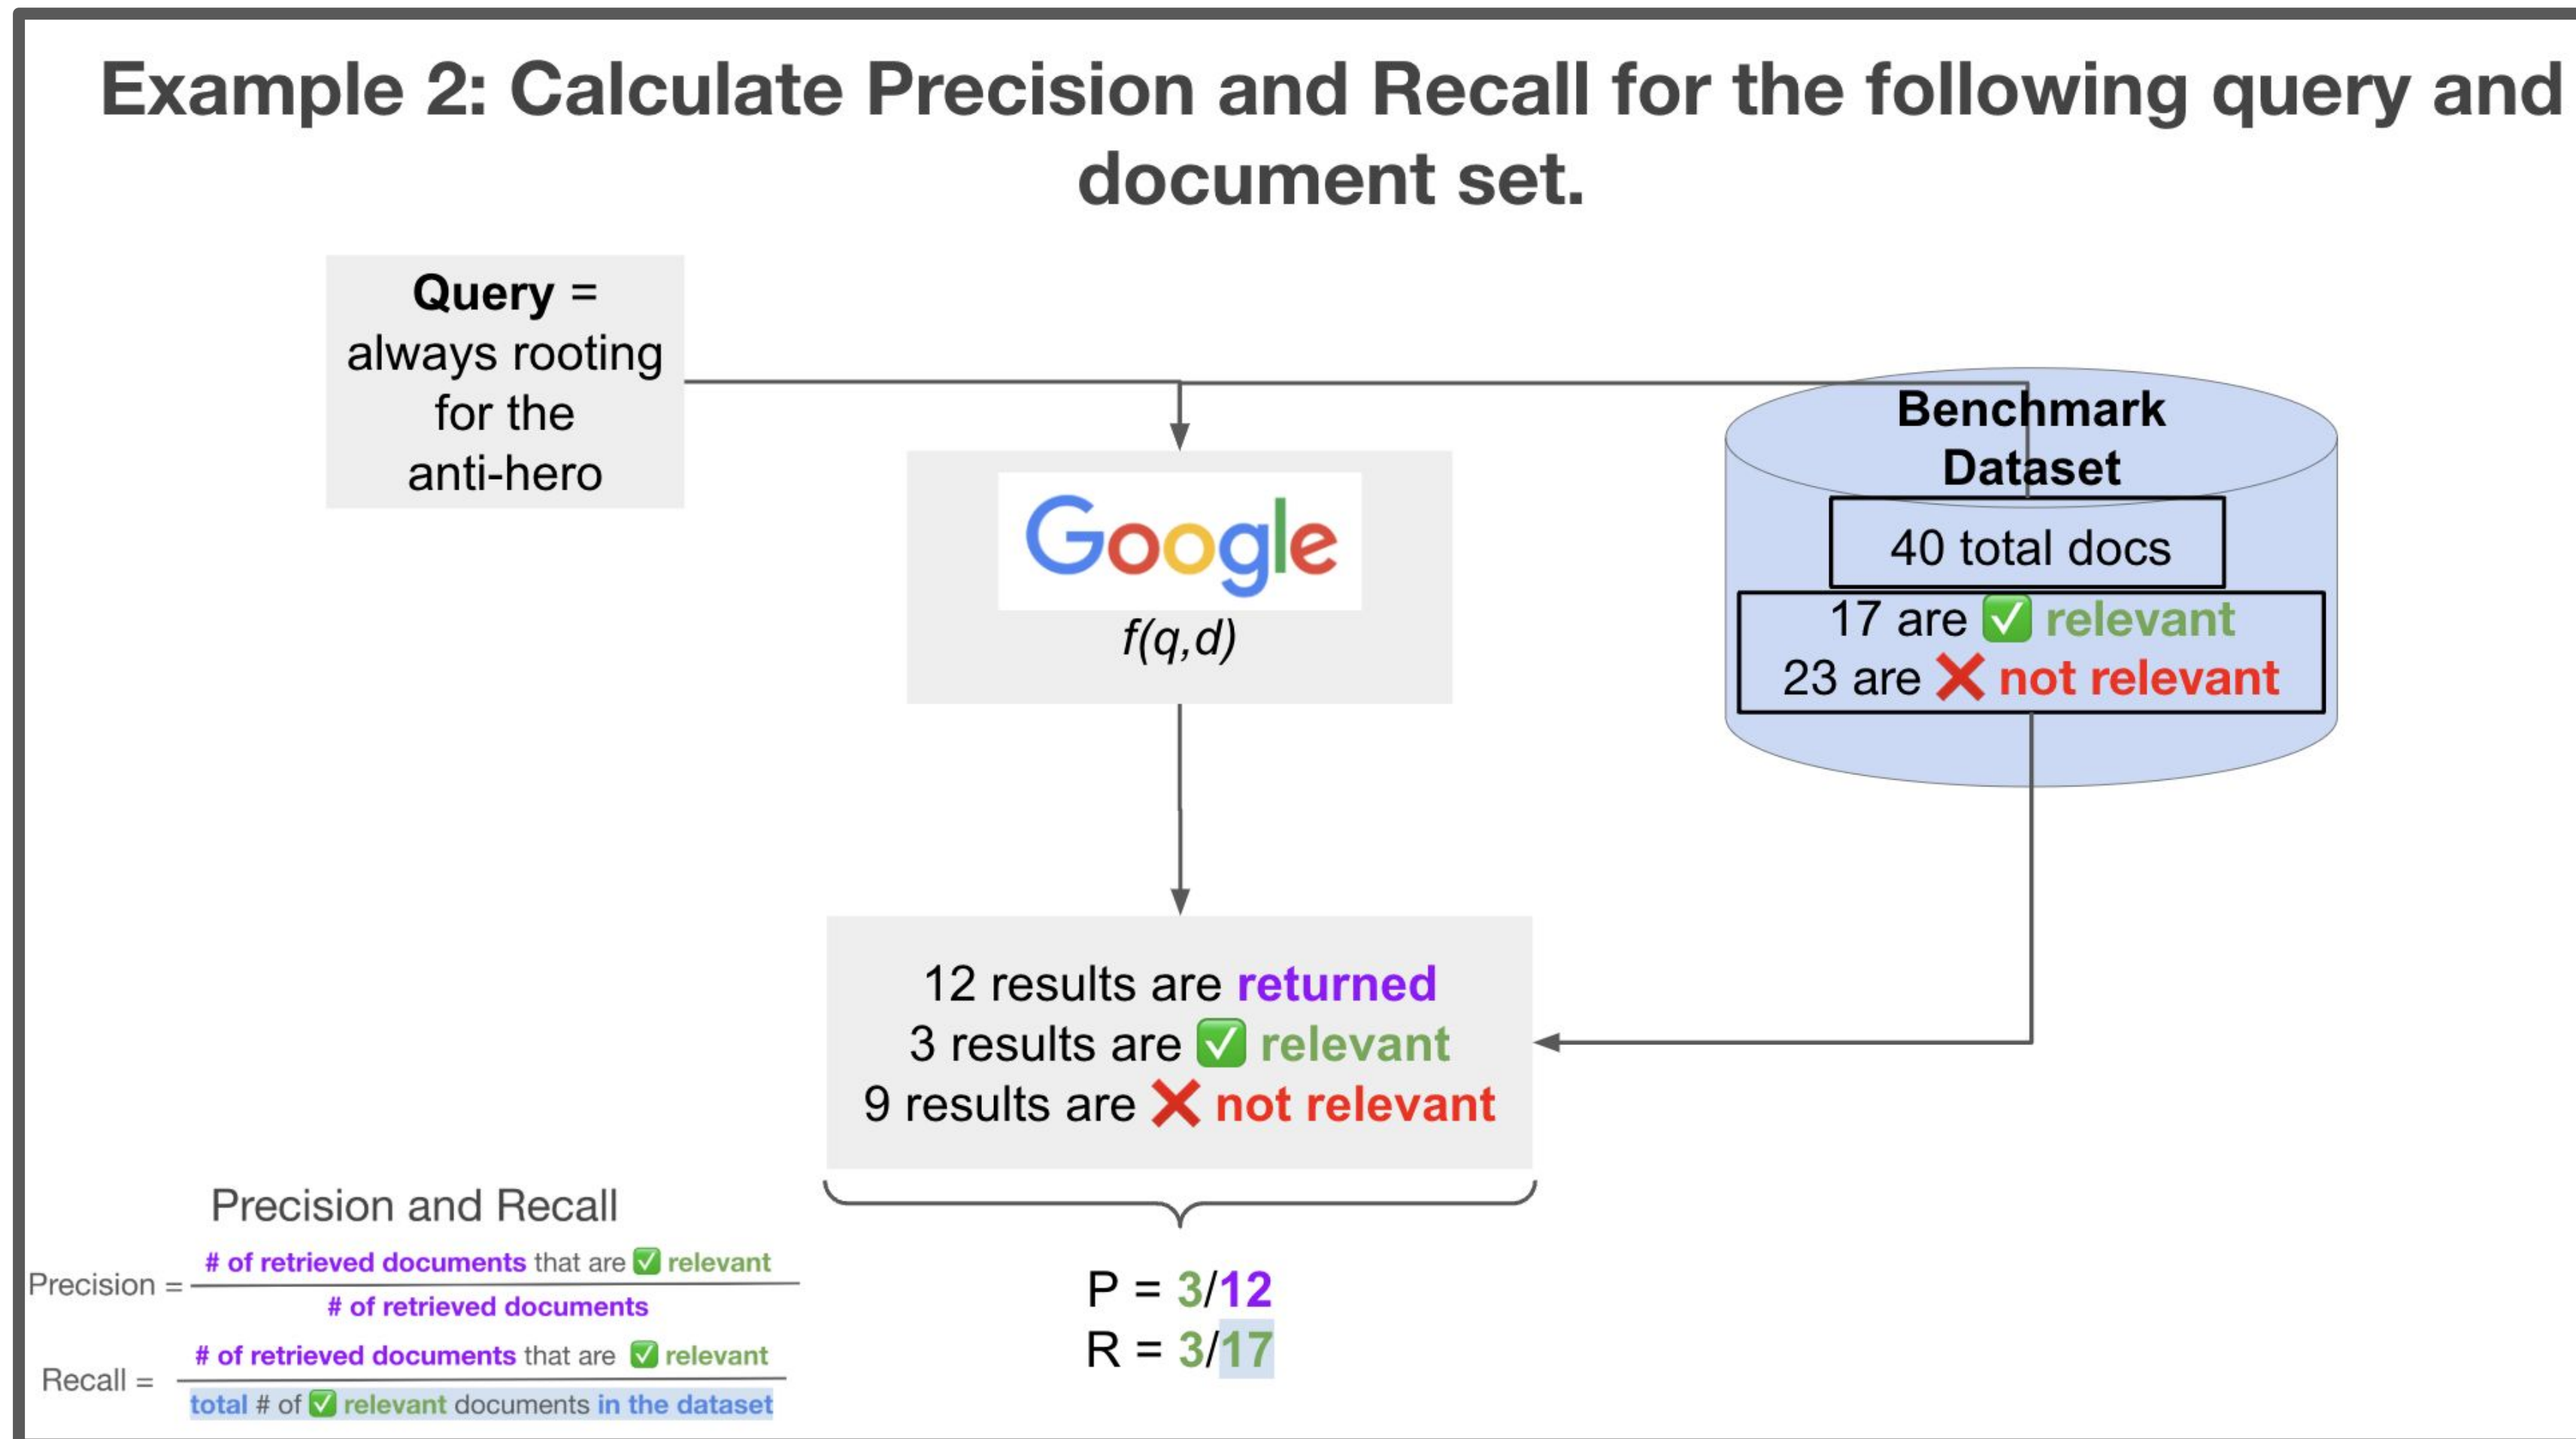 Example 2: Calculate Precision and Recall for the following query and
document set.
Query =
always rooting
for the
anti-hero
Google
f(q,d)
Benchmark
Dataset
40 total docs
17 are ✅ relevant
23 are ❌ not relevant
12 results are returned
3 results are ✅ relevant
9 results are ❌ not relevant
P = 3/12
R = 3/17
Precision and Recall
Precision =
# of retrieved documents that are ✅ relevant
# of retrieved documents
Recall =
# of retrieved documents that are ✅ relevant
total # of ✅ relevant documents in the dataset